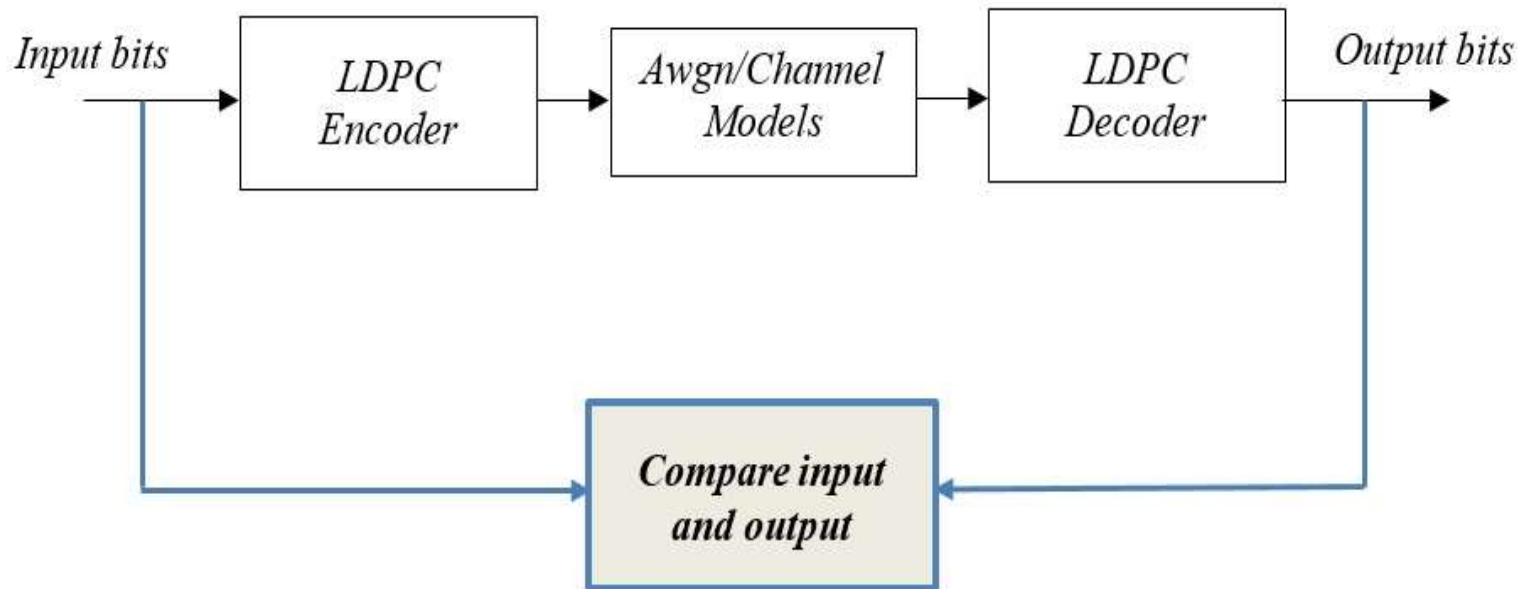 Input bits
LDPC
Encoder
Awgn/Channel
Models
LDPC
Decoder
Output bits
Compare input
and output